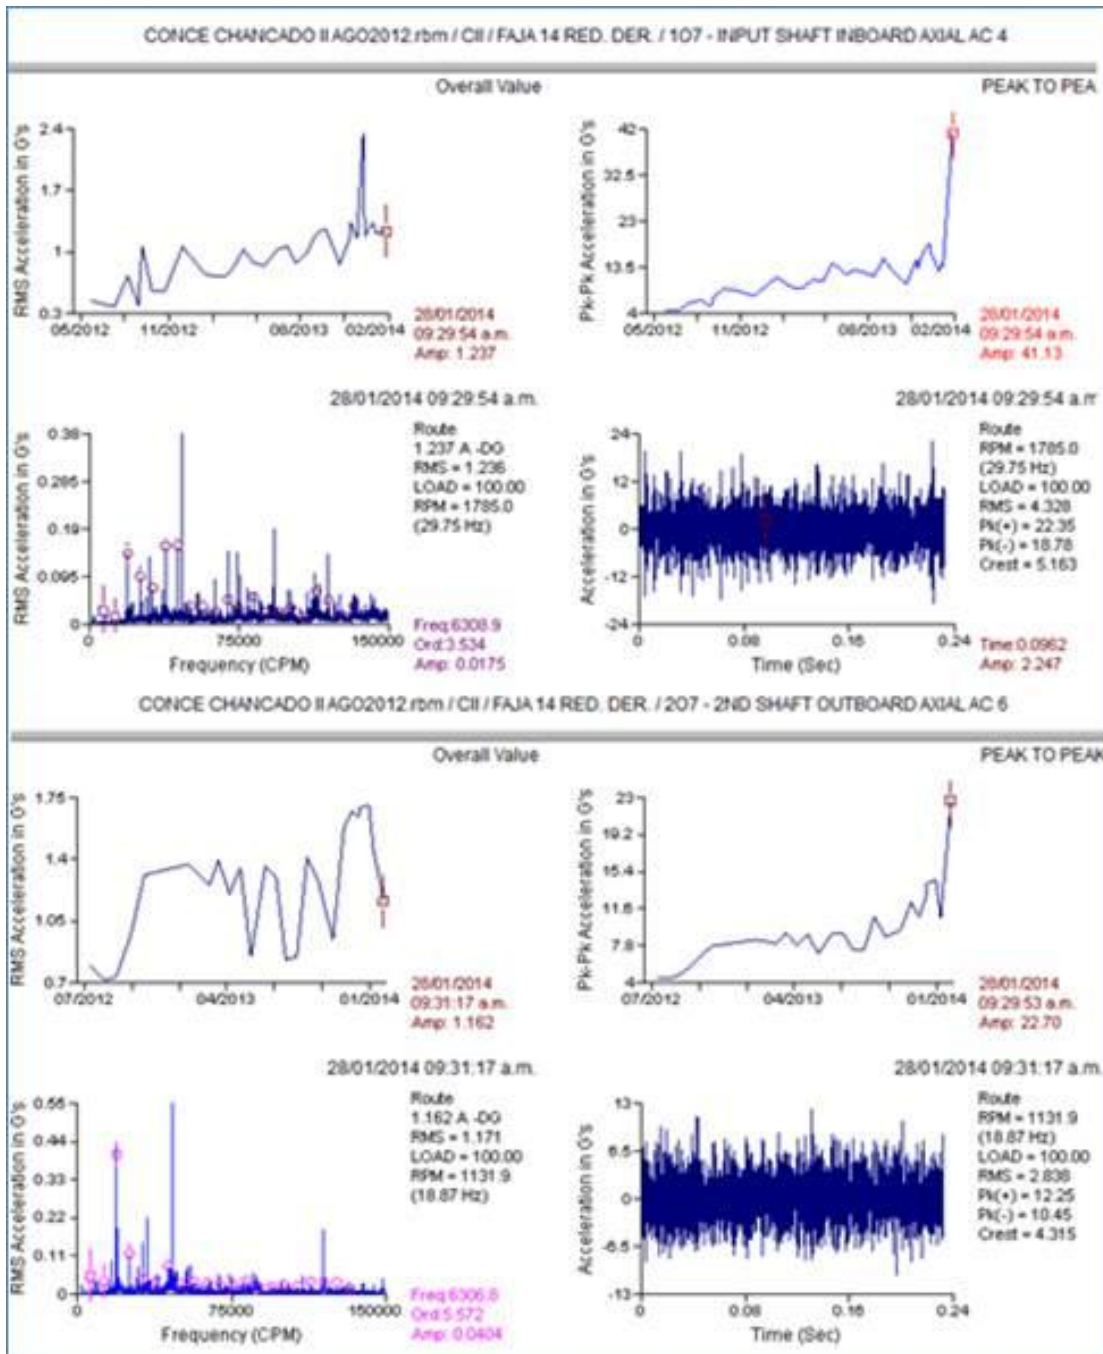 CONCE CHANCADO II AGO2012.rbm / CII / FAJA 14 RED. DER. / 1O7 - INPUT SHAFT INBOARD AXIAL AC 4
Overall Value
RMS Acceleration in G's
2.4
1.7
1
0.3
05/2012
11/2012
08/2013
02/2014
28/01/2014
09:29:54 a.m.
Amp: 1.237
PEAK TO PEA
Pk-Pk Acceleration in G's
42
32.5
23
13.5
4
05/2012
11/2012
08/2013
02/2014
28/01/2014
09:29:54 a.m.
Amp: 41.13
28/01/2014 09:29:54 a.m.
RMS Acceleration in G's
0.38
0.285
0.19
0.095
0
0
75000
150000
Frequency (CPM)
Route
1.237 A -DG
RMS = 1.236
LOAD = 100.00
RPM = 1785.0
(29.75 Hz)
Freq:6308.9
Ord:3.534
Amp: 0.0175
28/01/2014 09:29:54 a.m
Acceleration in G's
24
12
0
-12
-24
0
0.08
0.16
0.24
Time (Sec)
Route
RPM = 1785.0
(29.75 Hz)
LOAD = 100.00
RMS = 4.328
Pk(+) = 22.35
Pk(-) = 18.78
Crest = 5.163
Time:0.0962
Amp: 2.247
CONCE CHANCADO II AGO2012.rbm / CII / FAJA 14 RED. DER. / 2O7 - 2ND SHAFT OUTBOARD AXIAL AC 6
Overall Value
RMS Acceleration in G's
1.75
1.4
1.05
0.7
07/2012
04/2013
01/2014
28/01/2014
09:31:17 a.m.
Amp: 1.162
PEAK TO PEAK
Pk-Pk Acceleration in G's
23
19.2
15.4
11.6
7.8
4
07/2012
04/2013
01/2014
28/01/2014
09:29:53 a.m.
Amp: 22.70
28/01/2014 09:31:17 a.m.
RMS Acceleration in G's
0.55
0.44
0.33
0.22
0.11
0
0
75000
150000
Frequency (CPM)
Route
1.162 A -DG
RMS = 1.171
LOAD = 100.00
RPM = 1131.9
(18.87 Hz)
Freq:6306.8
Ord:5.572
Amp: 0.0404
28/01/2014 09:31:17 a.m.
Acceleration in G's
13
6.5
0
-6.5
-13
0
0.08
0.16
0.24
Time (Sec)
Route
RPM = 1131.9
(18.87 Hz)
LOAD = 100.00
RMS = 2.838
Pk(+) = 12.25
Pk(-) = 10.45
Crest = 4.315